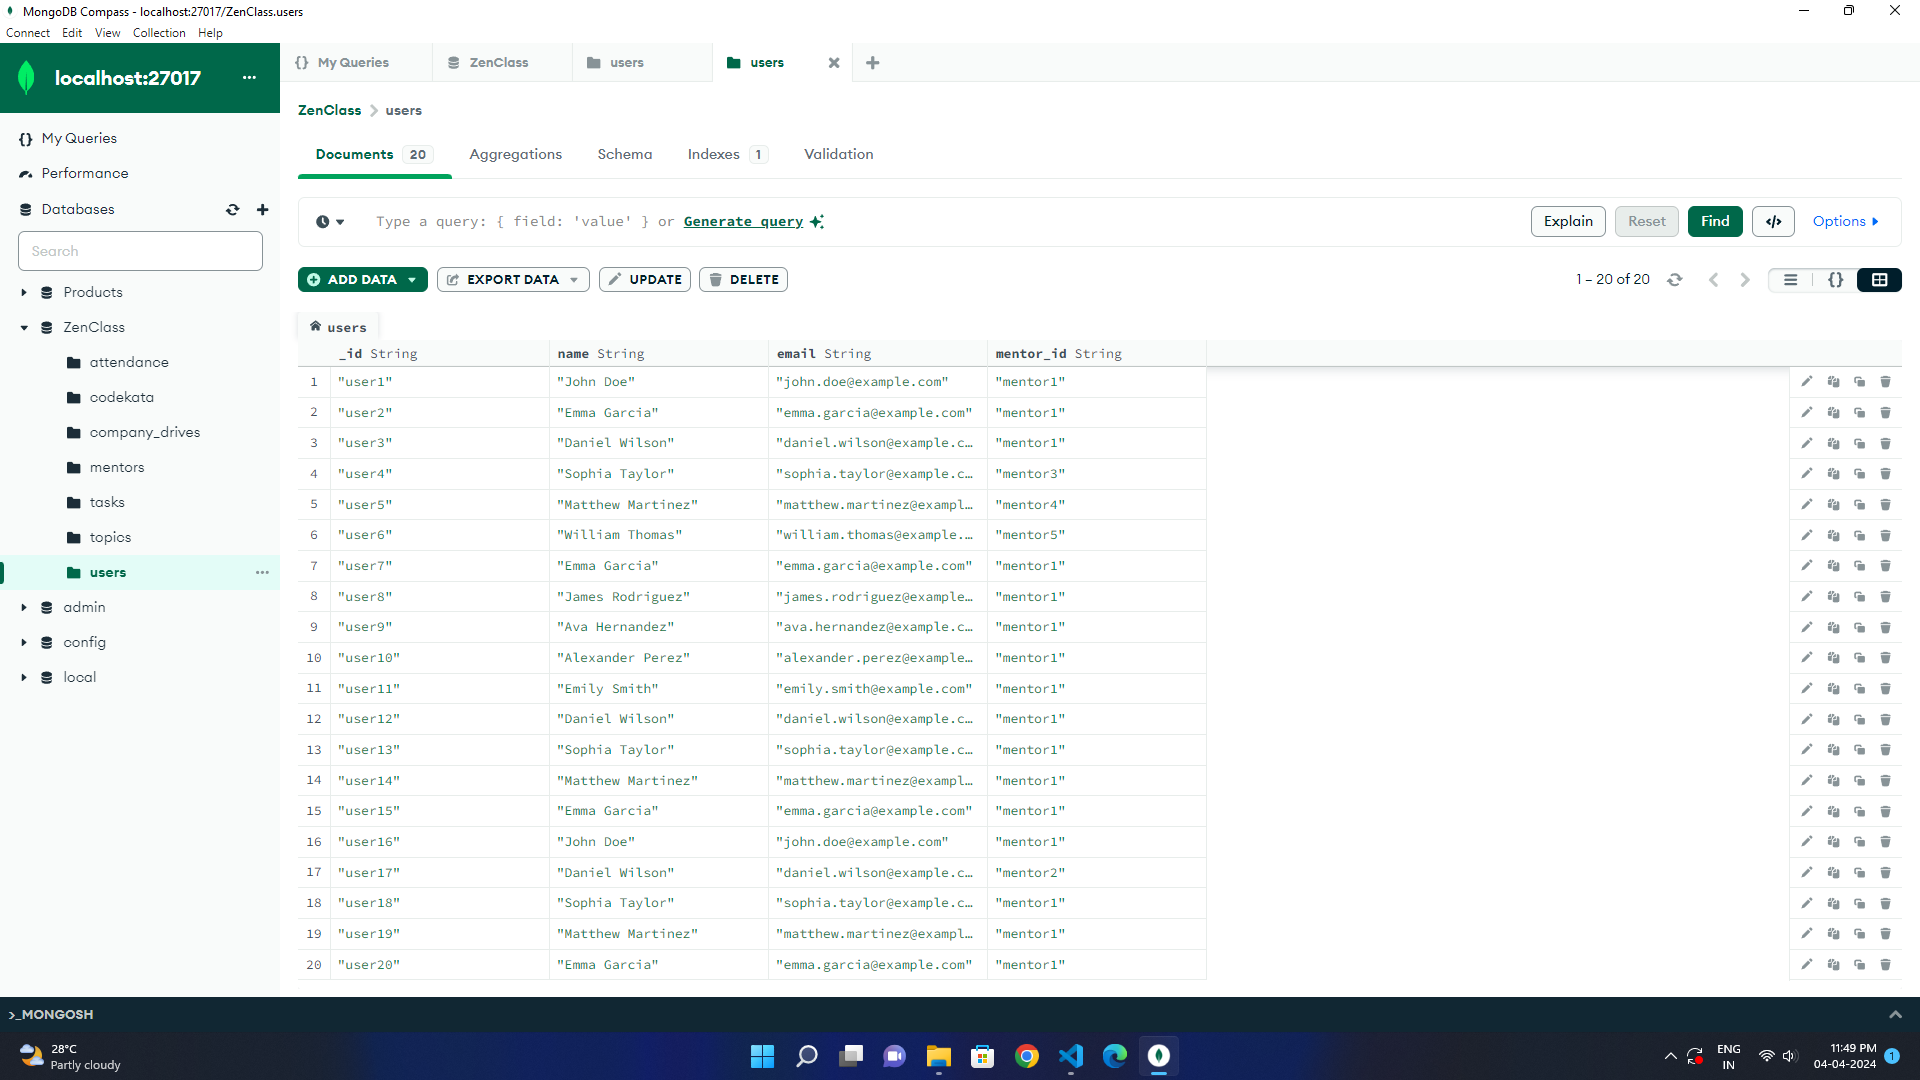 MongoDB Compass - localhost:27017/ZenClass.users
Connect Edit View Collection Help
localhost:27017
My Queries
Performance
Databases
Search
Products
ZenClass
attendance
codekata
company_drives
mentors
tasks
topics
users
admin
config
local
{} My Queries ZenClass users users
ZenClass > users
Documents 20 Aggregations Schema Indexes 1 Validation
Type a query: { field: 'value' } or Generate query
Explain Reset Find </> Options
ADD DATA EXPORT DATA UPDATE DELETE
1 – 20 of 20 {}
users
_id String name String email String mentor_id String
1 "user1" "John Doe" "john.doe@example.com" "mentor1"
2 "user2" "Emma Garcia" "emma.garcia@example.com" "mentor1"
3 "user3" "Daniel Wilson" "daniel.wilson@example.c… "mentor1"
4 "user4" "Sophia Taylor" "sophia.taylor@example.c… "mentor3"
5 "user5" "Matthew Martinez" "matthew.martinez@exampl… "mentor4"
6 "user6" "William Thomas" "william.thomas@example.… "mentor5"
7 "user7" "Emma Garcia" "emma.garcia@example.com" "mentor1"
8 "user8" "James Rodriguez" "james.rodriguez@example… "mentor1"
9 "user9" "Ava Hernandez" "ava.hernandez@example.c… "mentor1"
10 "user10" "Alexander Perez" "alexander.perez@example… "mentor1"
11 "user11" "Emily Smith" "emily.smith@example.com" "mentor1"
12 "user12" "Daniel Wilson" "daniel.wilson@example.c… "mentor1"
13 "user13" "Sophia Taylor" "sophia.taylor@example.c… "mentor1"
14 "user14" "Matthew Martinez" "matthew.martinez@exampl… "mentor1"
15 "user15" "Emma Garcia" "emma.garcia@example.com" "mentor1"
16 "user16" "John Doe" "john.doe@example.com" "mentor1"
17 "user17" "Daniel Wilson" "daniel.wilson@example.c… "mentor2"
18 "user18" "Sophia Taylor" "sophia.taylor@example.c… "mentor1"
19 "user19" "Matthew Martinez" "matthew.martinez@exampl… "mentor1"
20 "user20" "Emma Garcia" "emma.garcia@example.com" "mentor1"
>_MONGOSH
28°C
Partly cloudy
ENG
IN
11:49 PM
04-04-2024
1